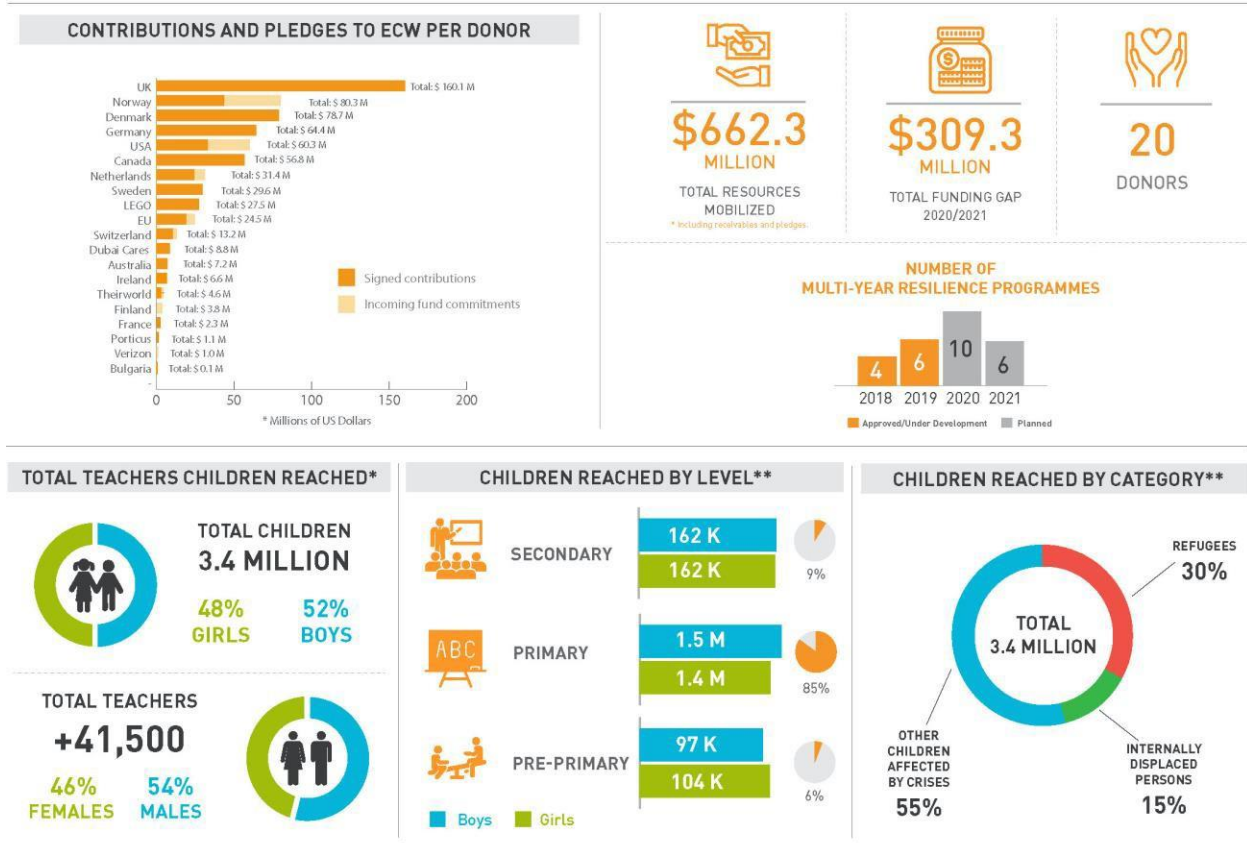 CONTRIBUTIONS AND PLEDGES TO ECW PER DONOR
UK Total: $ 160.1 M
Norway Total: $ 80.3 M
Denmark Total: $ 78.7 M
Germany Total: $ 64.4 M
USA Total: $ 60.3 M
Canada Total: $ 56.8 M
Netherlands Total: $ 31.4 M
Sweden Total: $ 29.6 M
LEGO Total: $ 27.5 M
EU Total: $ 24.5 M
Switzerland Total: $ 13.2 M
Dubai Cares Total: $ 8.8 M
Australia Total: $ 7.2 M
Ireland Total: $ 6.6 M
Theirworld Total: $ 4.6 M
Finland Total: $ 3.8 M
France Total: $ 2.3 M
Porticus Total: $ 1.1 M
Verizon Total: $ 1.0 M
Bulgaria Total: $ 0.1 M
-
0 50 100 150 200
* Millions of US Dollars
Signed contributions
Incoming fund commitments
$662.3
MILLION
TOTAL RESOURCES
MOBILIZED
* Including receivables and pledges.
$
$309.3
MILLION
TOTAL FUNDING GAP
2020/2021
20
DONORS
NUMBER OF
MULTI-YEAR RESILIENCE PROGRAMMES
4 6 10 6
2018 2019 2020 2021
Approved/Under Development Planned
TOTAL TEACHERS CHILDREN REACHED*
TOTAL CHILDREN
3.4 MILLION
48% 52%
GIRLS BOYS
TOTAL TEACHERS
+41,500
46% 54%
FEMALES MALES
CHILDREN REACHED BY LEVEL**
SECONDARY
162 K
162 K
9%
ABC
PRIMARY
1.5 M
1.4 M
85%
PRE-PRIMARY
97 K
104 K
6%
Boys Girls
CHILDREN REACHED BY CATEGORY**
REFUGEES
30%
TOTAL
3.4 MILLION
OTHER
CHILDREN
AFFECTED
BY CRISES
55%
INTERNALLY
DISPLACED
PERSONS
15%